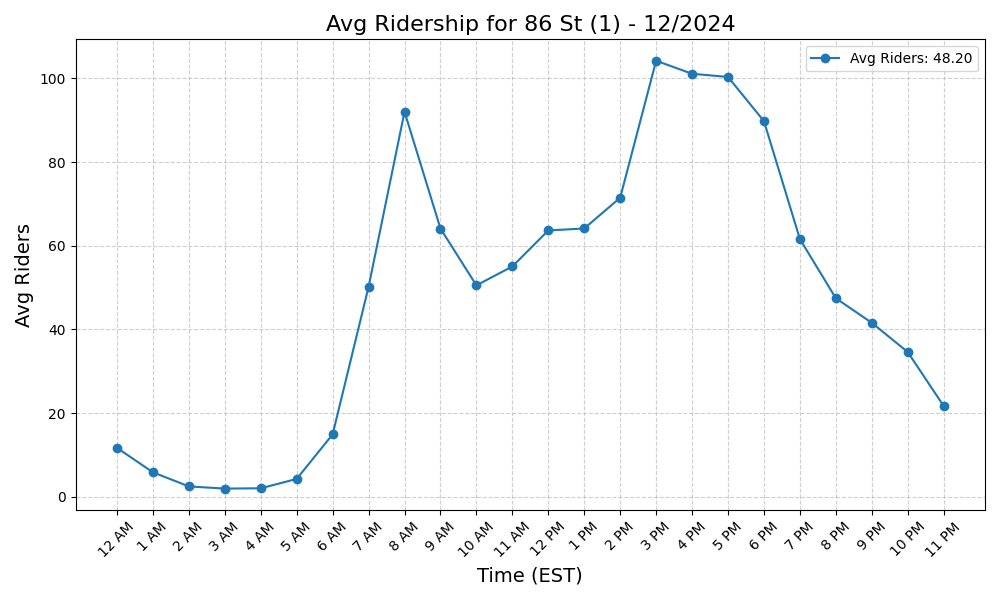 Avg Ridership for 86 St (1) - 12/2024
Avg Riders: 48.20
Avg Riders
100
80
60
40
20
0
12 AM
1 AM
2 AM
3 AM
4 AM
5 AM
6 AM
7 AM
8 AM
9 AM
10 AM
11 AM
12 PM
1 PM
2 PM
3 PM
4 PM
5 PM
6 PM
7 PM
8 PM
9 PM
10 PM
11 PM
Time (EST)